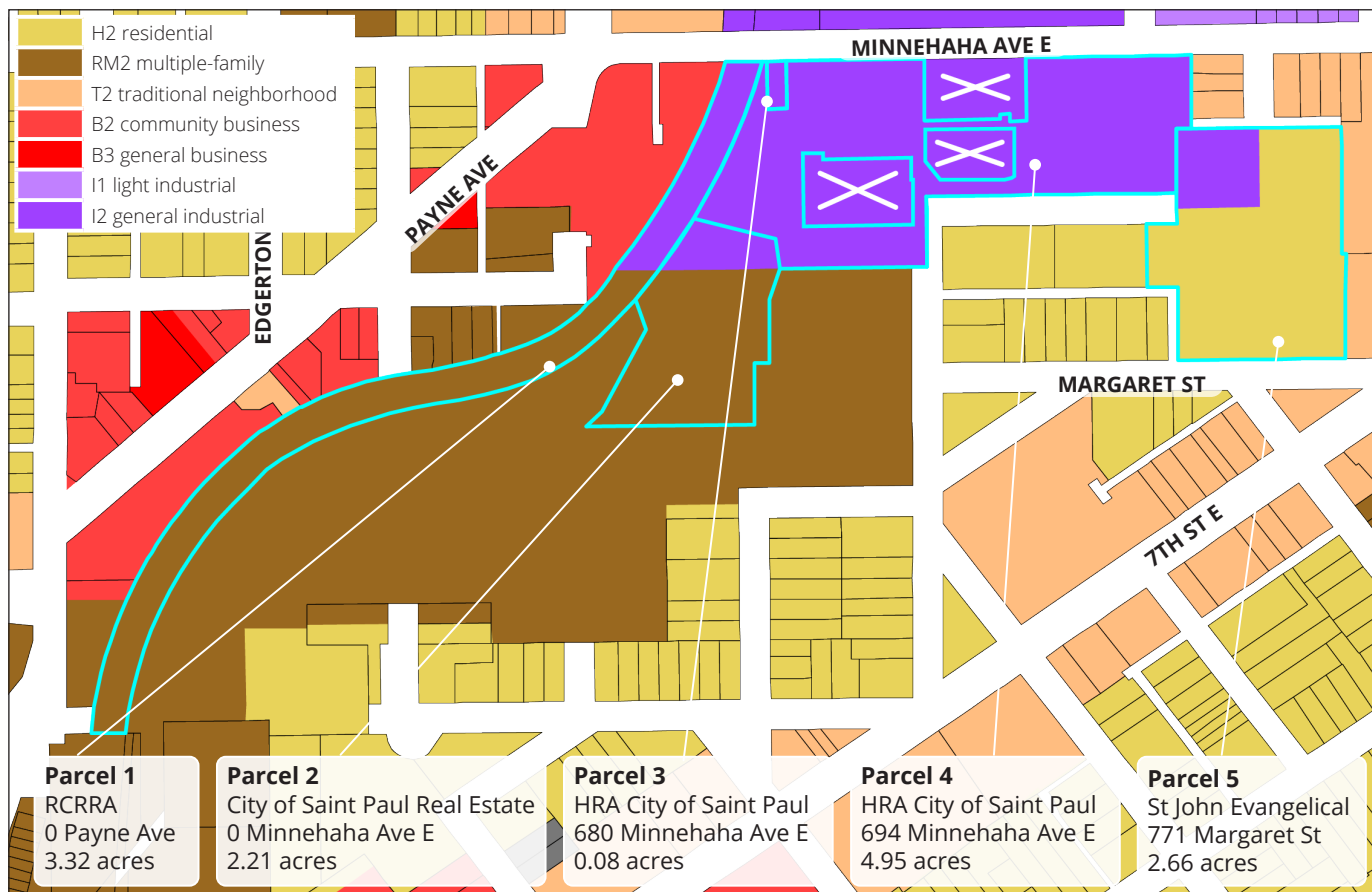 H2 residential
RM2 multiple-family
T2 traditional neighborhood
B2 community business
B3 general business
I1 light industrial
I2 general industrial
MINNEHAHA AVE E
PAYNE AVE
EDGERTON
MARGARET ST
7TH ST E
Parcel 1
RCRRA
0 Payne Ave
3.32 acres
Parcel 2
City of Saint Paul Real Estate
0 Minnehaha Ave E
2.21 acres
Parcel 3
HRA City of Saint Paul
680 Minnehaha Ave E
0.08 acres
Parcel 4
HRA City of Saint Paul
694 Minnehaha Ave E
4.95 acres
Parcel 5
St John Evangelical
771 Margaret St
2.66 acres